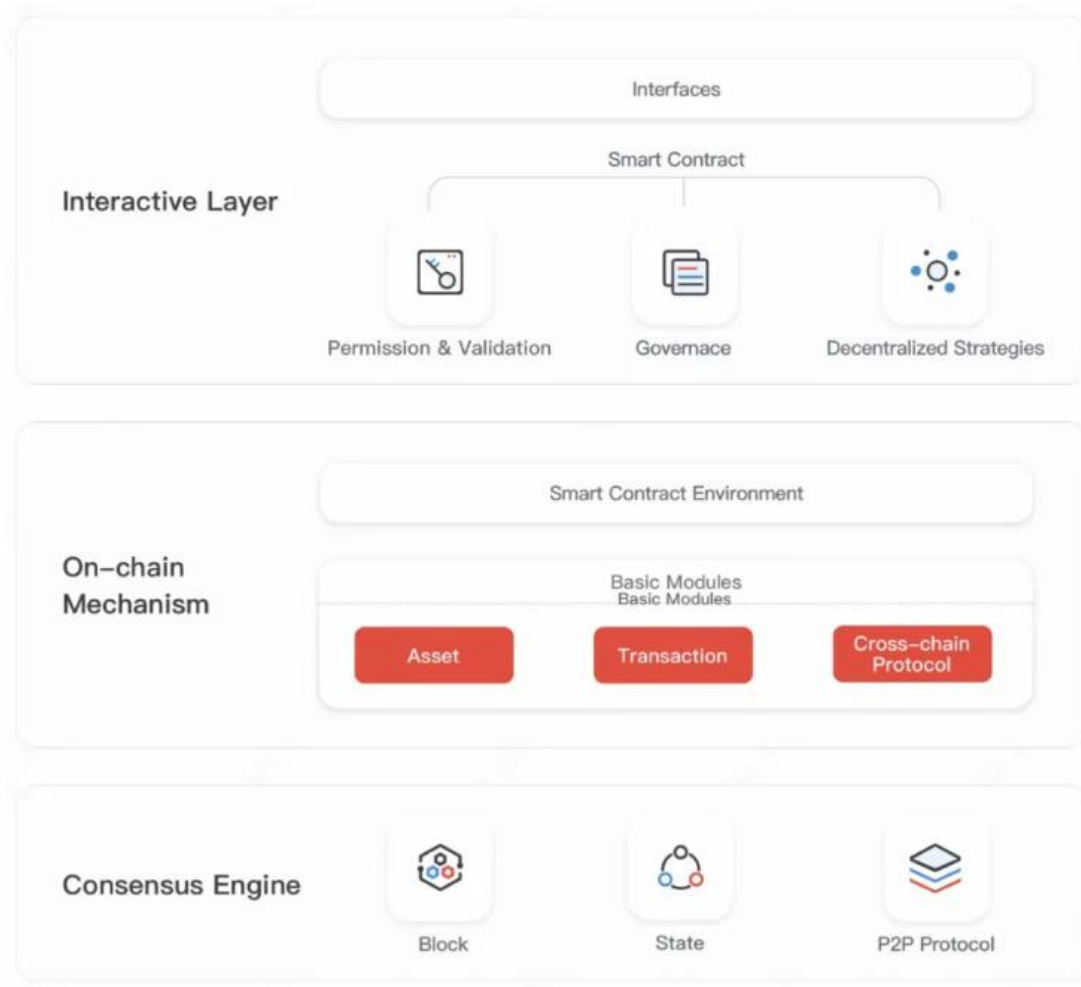 Interfaces
Smart Contract
Interactive Layer
Permission & Validation
Governace
Decentralized Strategies
Smart Contract Environment
On-chain
Mechanism
Basic Modules
Basic Modules
Asset
Transaction
Cross-chain
Protocol
Consensus Engine
Block
State
P2P Protocol